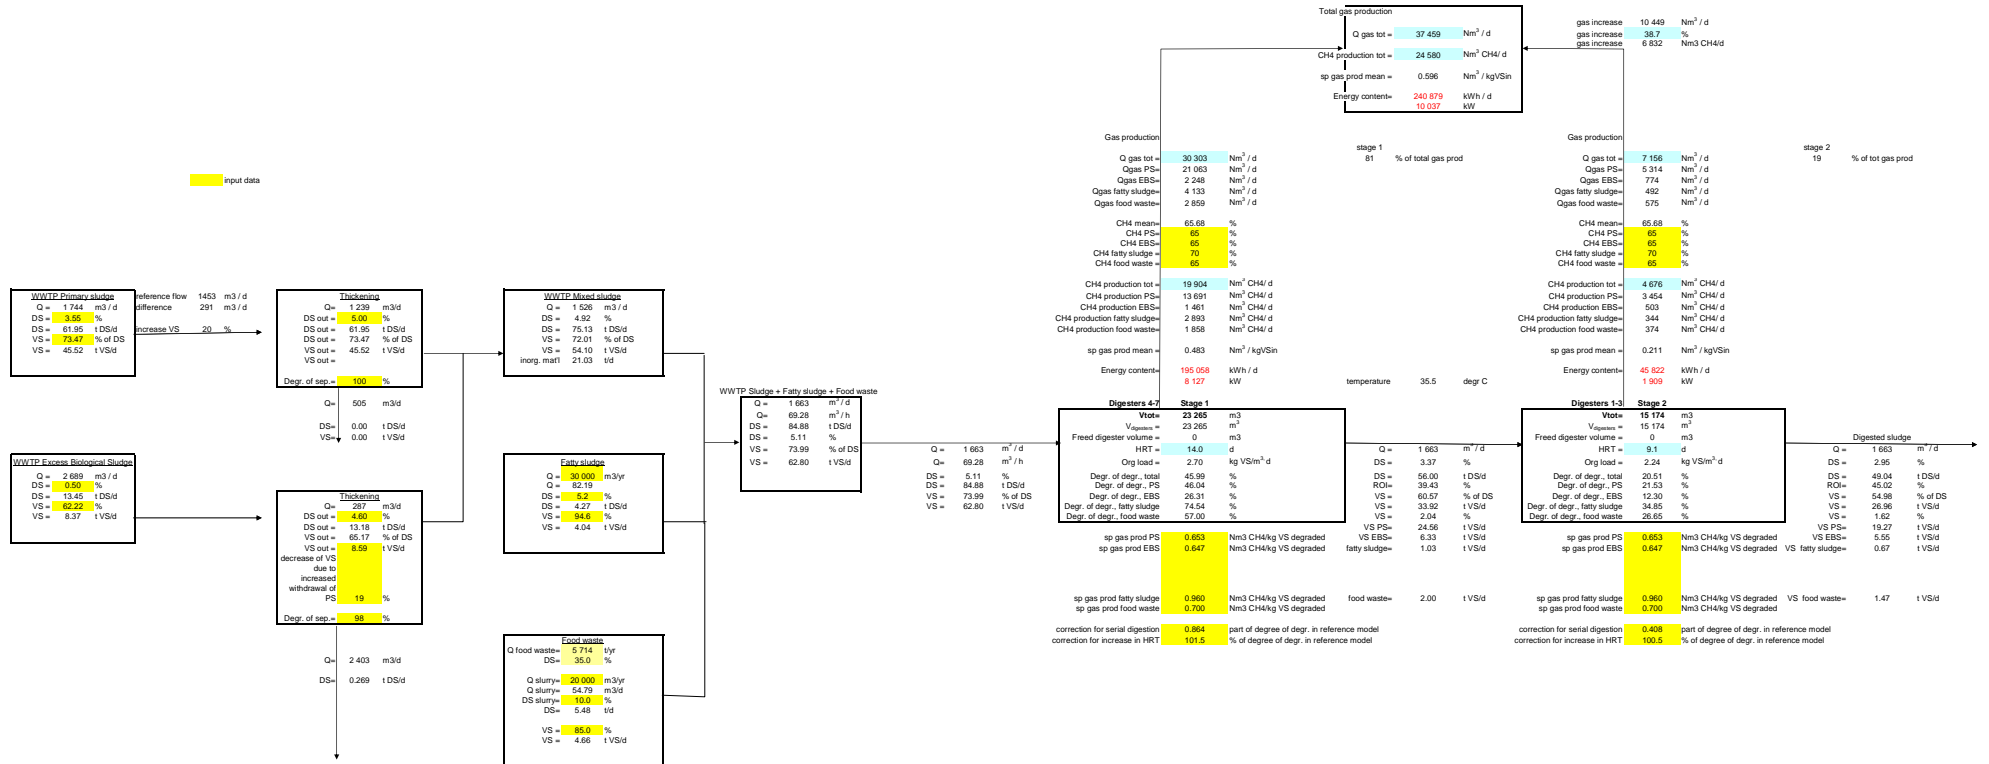 Total gas production
Q gas tot = 37 459 Nm3 / d
CH4 production tot = 24 580 Nm3 CH4/ d
sp gas prod mean = 0.596 Nm3 / kgVSin
Energy content= 240 879 kWh / d
10 037 kW
gas increase 10 449 Nm3 / d
gas increase 38.7 %
gas increase 6 832 Nm3 CH4/d
input data
Gas production
stage 1
81 % of total gas prod
Q gas tot = 30 303 Nm3 / d
Qgas PS= 21 063 Nm3 / d
Qgas EBS= 2 248 Nm3 / d
Qgas fatty sludge= 4 133 Nm3 / d
Qgas food waste= 2 859 Nm3 / d
CH4 mean= 65.68 %
CH4 PS= 65 %
CH4 EBS= 65 %
CH4 fatty sludge = 70 %
CH4 food waste = 65 %
CH4 production tot = 19 904 Nm3 CH4/ d
CH4 production PS= 13 691 Nm3 CH4/ d
CH4 production EBS= 1 461 Nm3 CH4/ d
CH4 production fatty sludge= 2 893 Nm3 CH4/ d
CH4 production food waste= 1 858 Nm3 CH4/ d
sp gas prod mean = 0.483 Nm3 / kgVSin
Energy content= 195 058 kWh / d
8 127 kW
temperature 35.5 degr C
Gas production
stage 2
19 % of tot gas prod
Q gas tot = 7 156 Nm3 / d
Qgas PS= 5 314 Nm3 / d
Qgas EBS= 774 Nm3 / d
Qgas fatty sludge= 492 Nm3 / d
Qgas food waste= 575 Nm3 / d
CH4 mean= 65.68 %
CH4 PS= 65 %
CH4 EBS= 65 %
CH4 fatty sludge = 70 %
CH4 food waste = 65 %
CH4 production tot = 4 676 Nm3 CH4/ d
CH4 production PS= 3 454 Nm3 CH4/ d
CH4 production EBS= 503 Nm3 CH4/ d
CH4 production fatty sludge= 344 Nm3 CH4/ d
CH4 production food waste= 374 Nm3 CH4/ d
sp gas prod mean = 0.211 Nm3 / kgVSin
Energy content= 45 822 kWh / d
1 909 kW
WWTP Primary sludge
Q = 1 744 m3 / d
DS = 3.55 %
DS = 61.95 t DS/d
VS = 73.47 % of DS
VS = 45.52 t VS/d
reference flow 1453 m3 / d
difference 291 m3 / d
increase VS 20 %
Thickening
Q= 1 239 m3/d
DS out = 5.00 %
DS out = 61.95 t DS/d
DS out = 73.47 % of DS
VS out = 45.52 t VS/d
VS out =
Degr. of sep.= 100 %
Q= 505 m3/d
DS= 0.00 t DS/d
VS= 0.00 t VS/d
WWTP Mixed sludge
Q = 1 526 m3 / d
DS = 4.92 %
DS = 75.13 t DS/d
VS = 72.01 % of DS
VS = 54.10 t VS/d
inorg. mat'l 21.03 t/d
WWTP Excess Biological Sludge
Q = 2 689 m3 / d
DS = 0.50 %
DS = 13.45 t DS/d
VS = 62.22 %
VS = 8.37 t VS/d
Thickening
Q = 287 m3/d
DS out = 4.60 %
DS out = 13.18 t DS/d
VS out = 65.17 % of DS
VS out = 8.59 t VS/d
decrease of VS
due to
increased
withdrawal of
PS 19 %
Degr. of sep.= 98 %
Q= 2 403 m3/d
DS= 0.269 t DS/d
Fatty sludge
Q = 30 000 m3/yr
Q = 82.19
DS = 5.2 %
DS = 4.27 t DS/d
VS = 94.6 %
VS = 4.04 t VS/d
Food waste
Q food waste= 5 714 t/yr
DS= 35.0 %
Q slurry= 20 000 m3/yr
Q slurry= 54.79 m3/d
DS slurry= 10.0 %
DS= 5.48 t/d
VS = 85.0 %
VS = 4.66 t VS/d
WWTP Sludge + Fatty sludge + Food waste
Q = 1 663 m3 / d
Q= 69.28 m3 / h
DS = 84.88 t DS/d
DS = 5.11 %
VS = 73.99 % of DS
VS = 62.80 t VS/d
Q = 1 663 m3 / d
Q= 69.28 m3 / h
DS = 5.11 %
DS = 84.88 t DS/d
VS = 73.99 % of DS
VS = 62.80 t VS/d
Digesters 4-7 Stage 1
Vtot= 23 265 m3
Vdigesters = 23 265 m3
Freed digester volume = 0 m3
HRT = 14.0 d
Org load = 2.70 kg VS/m3 d
Degr. of degr., total 45.99 %
Degr. of degr., PS 46.04 %
Degr. of degr., EBS 26.31 %
Degr. of degr., fatty sludge 74.54 %
Degr. of degr., food waste 57.00 %
sp gas prod PS 0.653 Nm3 CH4/kg VS degraded
sp gas prod EBS 0.647 Nm3 CH4/kg VS degraded
sp gas prod fatty sludge 0.960 Nm3 CH4/kg VS degraded
sp gas prod food waste 0.700 Nm3 CH4/kg VS degraded
correction for serial digestion 0.864 part of degree of degr. in reference model
correction for increase in HRT 101.5 % of degree of degr. in reference model
Q = 1 663 m3 / d
DS = 3.37 %
DS = 56.00 t DS/d
ROI= 39.43 %
VS = 60.57 % of DS
VS = 33.92 t VS/d
VS = 2.04 %
VS PS= 24.56 t VS/d
VS EBS= 6.33 t VS/d
fatty sludge= 1.03 t VS/d
food waste= 2.00 t VS/d
Digesters 1-3 Stage 2
Vtot= 15 174 m3
Vdigesters = 15 174 m3
Freed digester volume = 0 m3
HRT = 9.1 d
Org load = 2.24 kg VS/m3 d
Degr. of degr., total 20.51 %
Degr. of degr., PS 21.53 %
Degr. of degr., EBS 12.30 %
Degr. of degr., fatty sludge 34.85 %
Degr. of degr., food waste 26.65 %
sp gas prod PS 0.653 Nm3 CH4/kg VS degraded
sp gas prod EBS 0.647 Nm3 CH4/kg VS degraded
sp gas prod fatty sludge 0.960 Nm3 CH4/kg VS degraded
sp gas prod food waste 0.700 Nm3 CH4/kg VS degraded
correction for serial digestion 0.408 part of degree of degr. in reference model
correction for increase in HRT 100.5 % of degree of degr. in reference model
Digested sludge
Q = 1 663 m3 / d
DS = 2.95 %
DS = 49.04 t DS/d
ROI= 45.02 %
VS = 54.98 % of DS
VS = 26.96 t VS/d
VS = 1.62 %
VS PS= 19.27 t VS/d
VS EBS= 5.55 t VS/d
VS fatty sludge= 0.67 t VS/d
VS food waste= 1.47 t VS/d